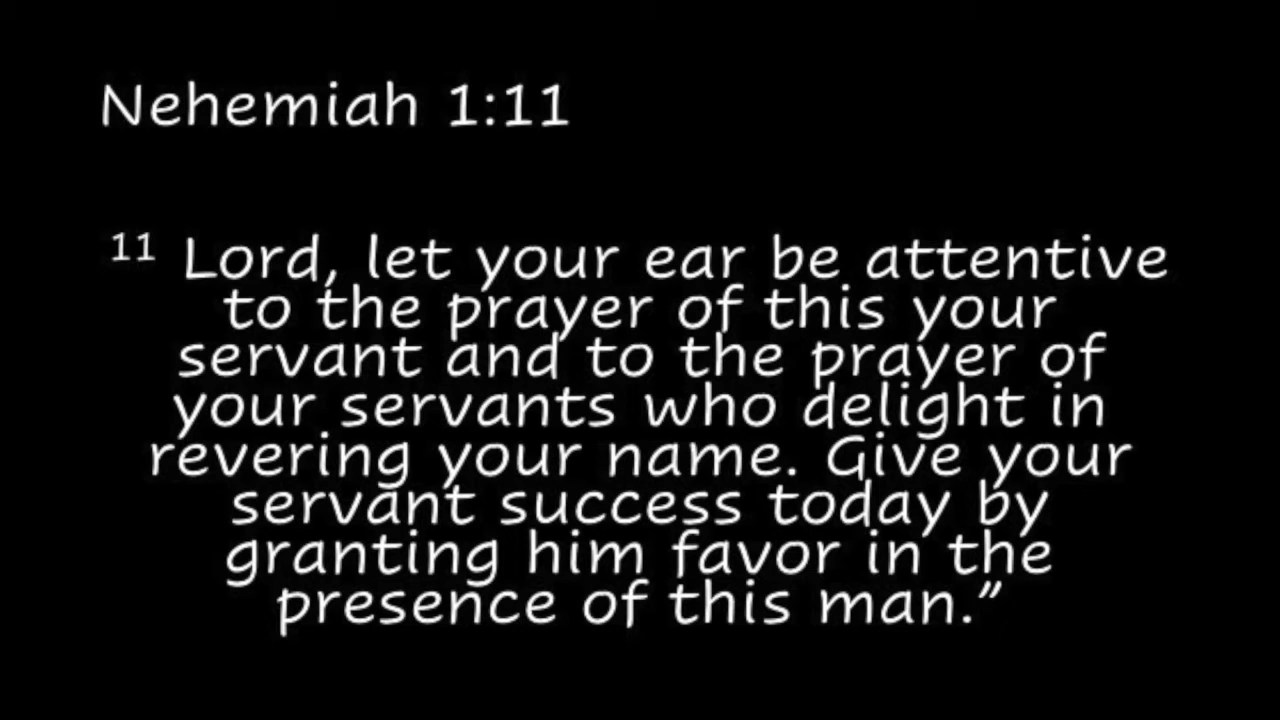 Nehemiah 1:11
11 Lord, let your ear be attentive
to the prayer of this your
servant and to the prayer of
your servants who delight in
revering your name. Give your
servant success today by
granting him favor in the
presence of this man.”